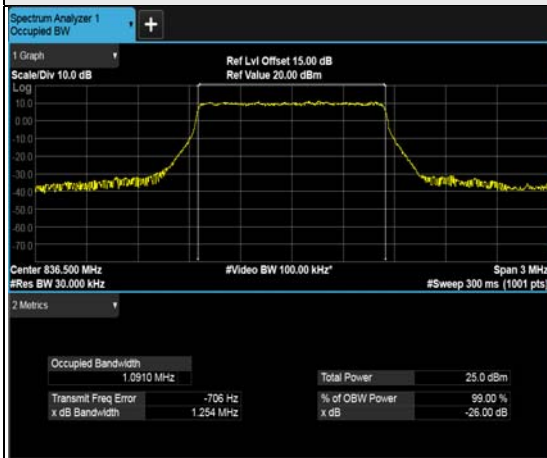 Spectrum Analyzer 1
Occupied BW
+
1 Graph
Ref Lvl Offset 15.00 dB
Scale/Div 10.0 dB
Ref Value 20.00 dBm
Log
10.0
0.00
-10.0
-20.0
-30.0
-40.0
-50.0
-60.0
-70.0
Center 836.500 MHz
#Video BW 100.00 kHz*
Span 3 MHz
#Res BW 30.000 kHz
#Sweep 300 ms (1001 pts)
2 Metrics
Occupied Bandwidth
1.0910 MHz
Total Power 25.0 dBm
Transmit Freq Error -706 Hz
% of OBW Power 99.00 %
x dB Bandwidth 1.254 MHz
x dB -26.00 dB